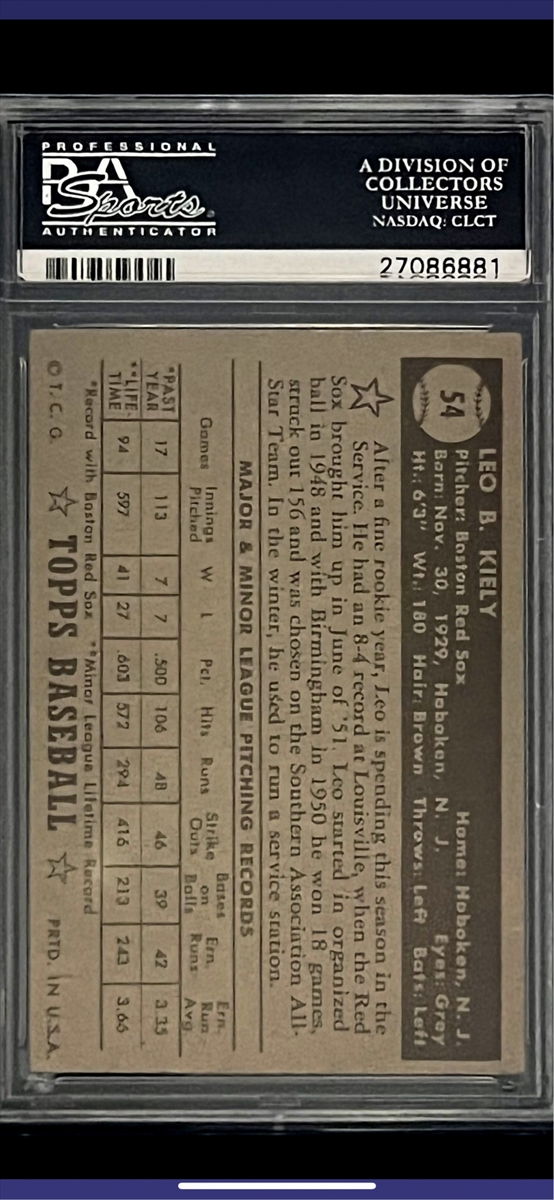 PROFESSIONAL
PSA
Sports
AUTHENTICATOR
A DIVISION OF
COLLECTORS
UNIVERSE
NASDAQ: CLCT
27086881
54
LEO B. KIELY
Pitcher: Boston Red Sox Home: Hoboken, N. J.
Born: Nov. 30, 1929, Hoboken, N. J. Eyes: Grey
Ht.: 6'3" Wt.: 180 Hair: Brown Throws: Left Bats: Left
After a fine rookie year, Leo is spending this season in the
Service. He had an 8-4 record at Louisville, when the Red
Sox brought him up in June of '51. Leo started in organized
ball in 1948 and with Birmingham in 1950 he won 18 games,
struck out 156 and was chosen on the Southern Association All-
Star Team. In the winter, he used to run a service station.
MAJOR & MINOR LEAGUE PITCHING RECORDS
Games Innings Pitched W L Pct. Hits Runs Strike Outs Bases on Balls Ern. Runs Ern. Run Avg.
*PAST YEAR 17 113 7 7 .500 106 48 46 39 42 3.35
**LIFE-TIME 94 597 41 27 .603 572 294 416 213 243 3.66
*Record with Boston Red Sox **Minor League Lifetime Record
© T. C. G. ☆ TOPPS BASEBALL ☆ PRTD. IN U.S.A.